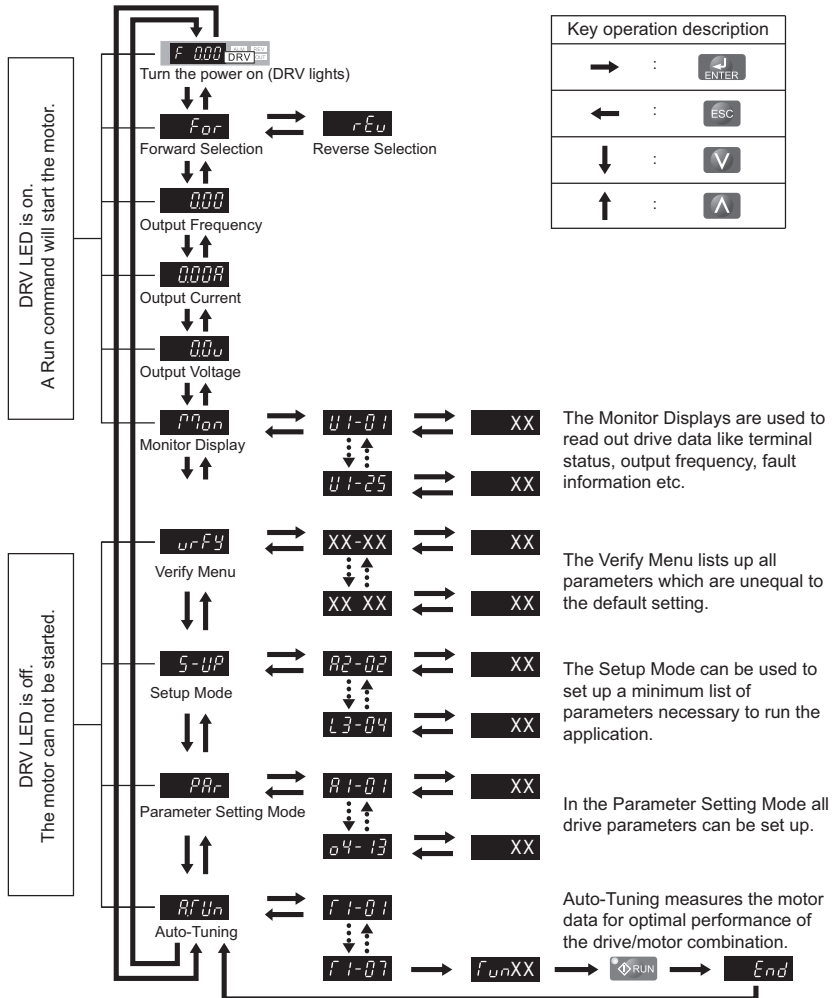 DRV LED is on.
A Run command will start the motor.
F 0.00 ALM REV DRV OUT
Turn the power on (DRV lights)
For
rEv
Forward Selection
Reverse Selection
0.00
Output Frequency
0.00A
Output Current
0.0v
Output Voltage
Mon
U1-01
XX
Monitor Display
U1-25
XX
The Monitor Displays are used to
read out drive data like terminal
status, output frequency, fault
information etc.
Key operation description
→ : ENTER
← : ESC
↓ : V
↑ : Λ
DRV LED is off.
The motor can not be started.
vrFY
XX-XX
XX
Verify Menu
XX XX
XX
The Verify Menu lists up all
parameters which are unequal to
the default setting.
S-UP
A2-02
XX
Setup Mode
L3-04
XX
The Setup Mode can be used to
set up a minimum list of
parameters necessary to run the
application.
PAr
A1-01
XX
Parameter Setting Mode
o4-13
XX
In the Parameter Setting Mode all
drive parameters can be set up.
A.TUn
T1-01
Auto-Tuning
T1-07
TunXX
RUN
End
Auto-Tuning measures the motor
data for optimal performance of
the drive/motor combination.